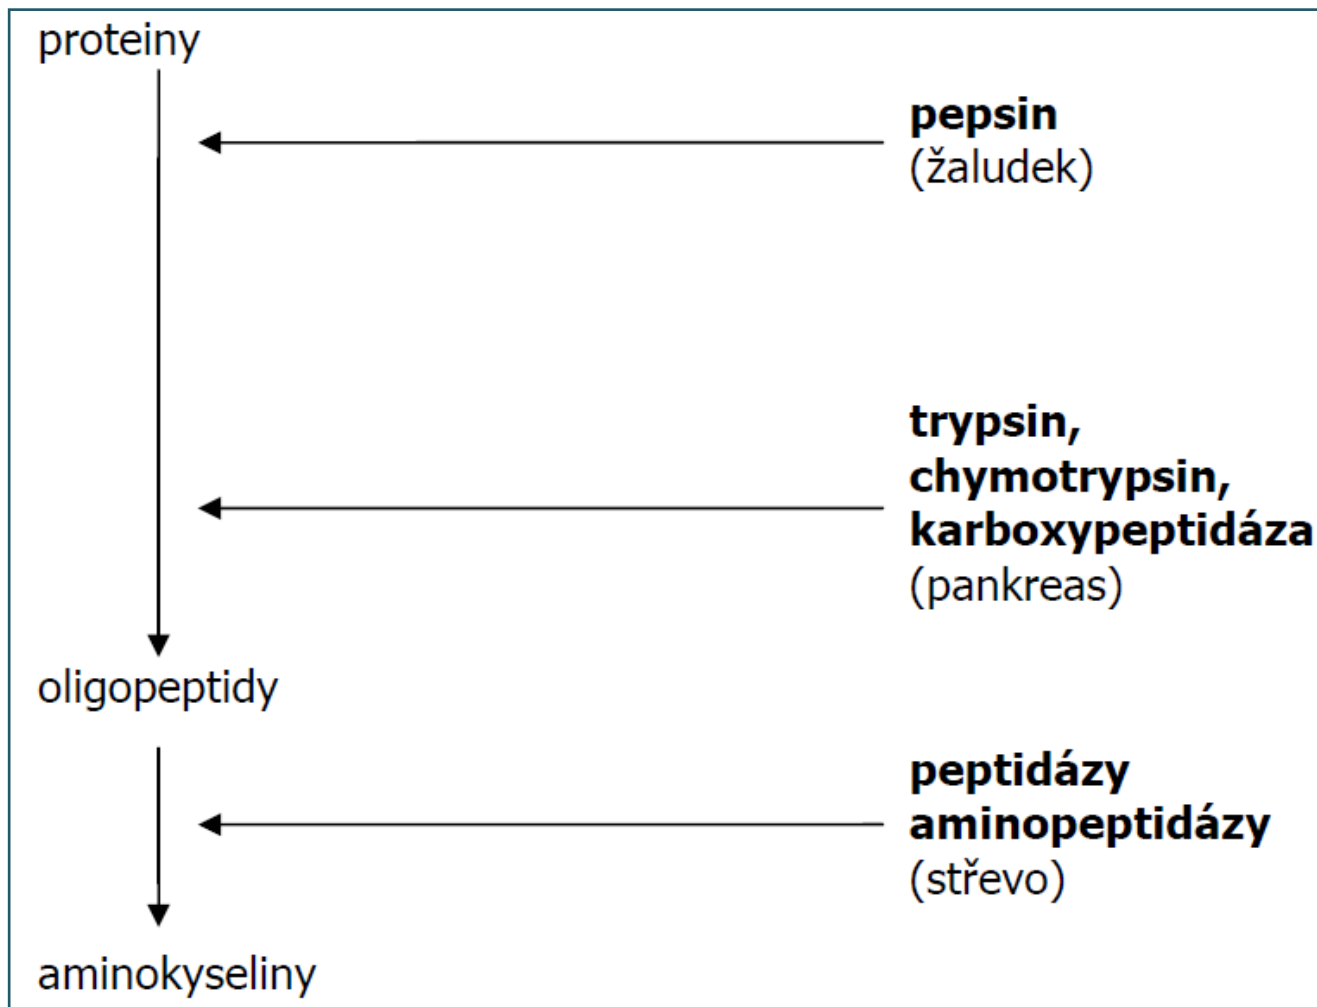 proteiny
pepsin
(žaludek)
trypsin,
chymotrypsin,
karboxypeptidáza
(pankreas)
oligopeptidy
peptidázy
aminopeptidázy
(střevo)
aminokyseliny